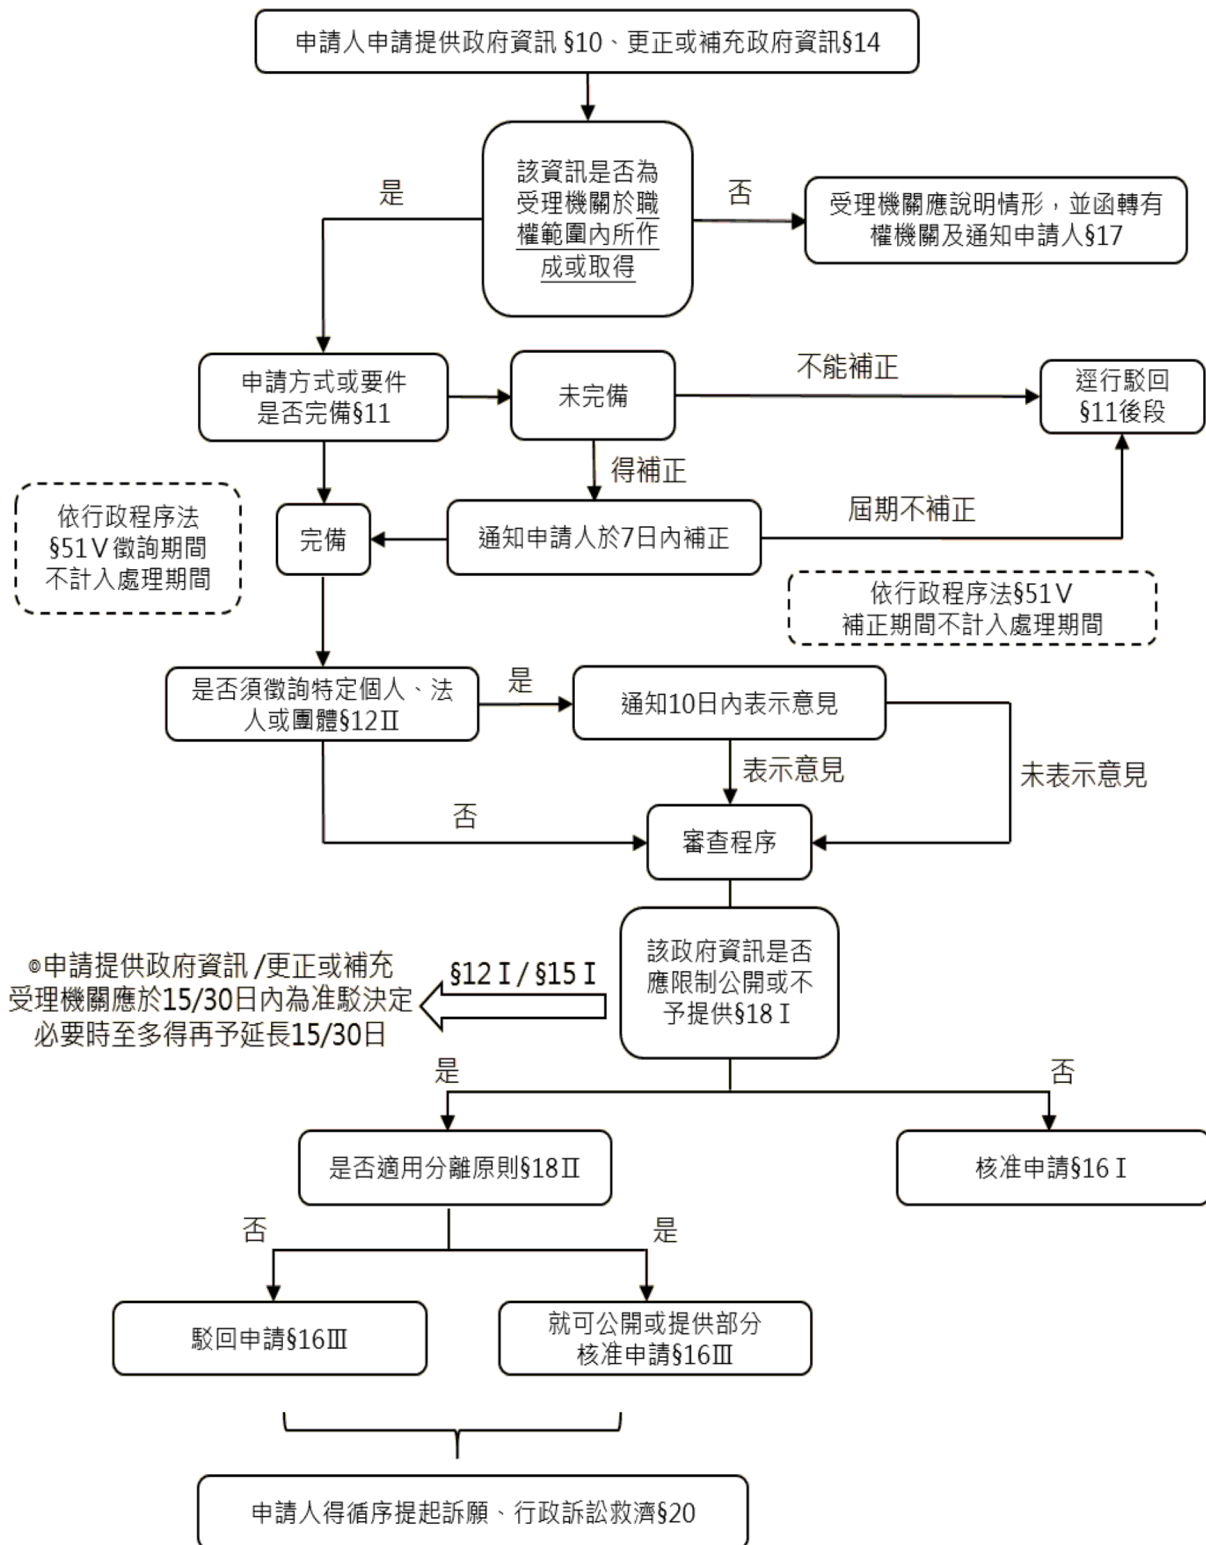 申請人申請提供政府資訊 §10、更正或補充政府資訊§14
該資訊是否為
受理機關於職
權範圍內所作
成或取得
是
否
受理機關應說明情形，並函轉有
權機關及通知申請人§17
申請方式或要件
是否完備§11
未完備
不能補正
逕行駁回
§11後段
得補正
依行政程序法
§51Ⅴ徵詢期間
不計入處理期間
完備
通知申請人於7日內補正
屆期不補正
依行政程序法§51Ⅴ
補正期間不計入處理期間
是否須徵詢特定個人、法
人或團體§12Ⅱ
是
通知10日內表示意見
表示意見
未表示意見
否
審查程序
該政府資訊是否
應限制公開或不
予提供§18Ⅰ
§12Ⅰ/ §15Ⅰ
◎申請提供政府資訊 /更正或補充
受理機關應於15/30日內為准駁決定
必要時至多得再予延長15/30日
是
否
是否適用分離原則§18Ⅱ
核准申請§16Ⅰ
否
是
駁回申請§16Ⅲ
就可公開或提供部分
核准申請§16Ⅲ
申請人得循序提起訴願、行政訴訟救濟§20